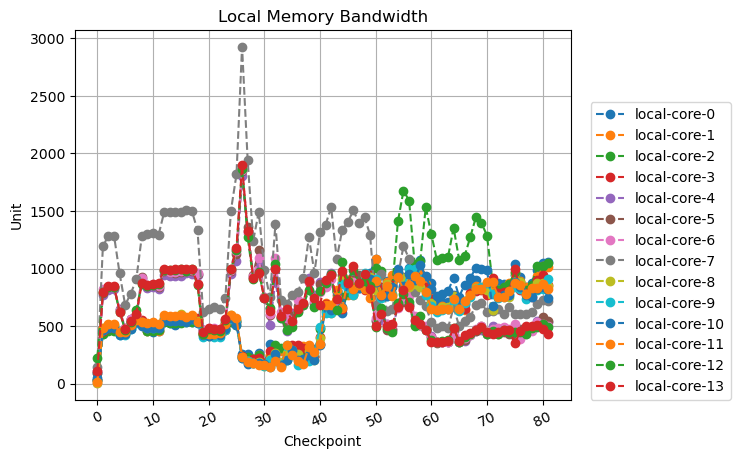 Local Memory Bandwidth
3000
2500
2000
1500
1000
500
0
Unit
0 10 20 30 40 50 60 70 80
Checkpoint
local-core-0
local-core-1
local-core-2
local-core-3
local-core-4
local-core-5
local-core-6
local-core-7
local-core-8
local-core-9
local-core-10
local-core-11
local-core-12
local-core-13